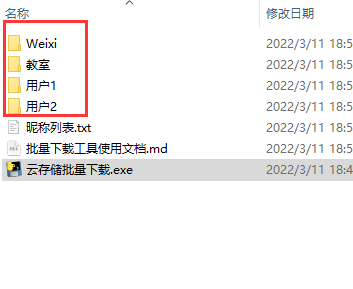 名称 修改日期
Weixi 2022/3/11 18:5
教室 2022/3/11 18:5
用户1 2022/3/11 18:5
用户2 2022/3/11 18:5
昵称列表.txt 2022/3/11 18:5
批量下载工具使用文档.md 2022/3/11 18:5
云存储批量下载.exe 2022/3/11 18:4